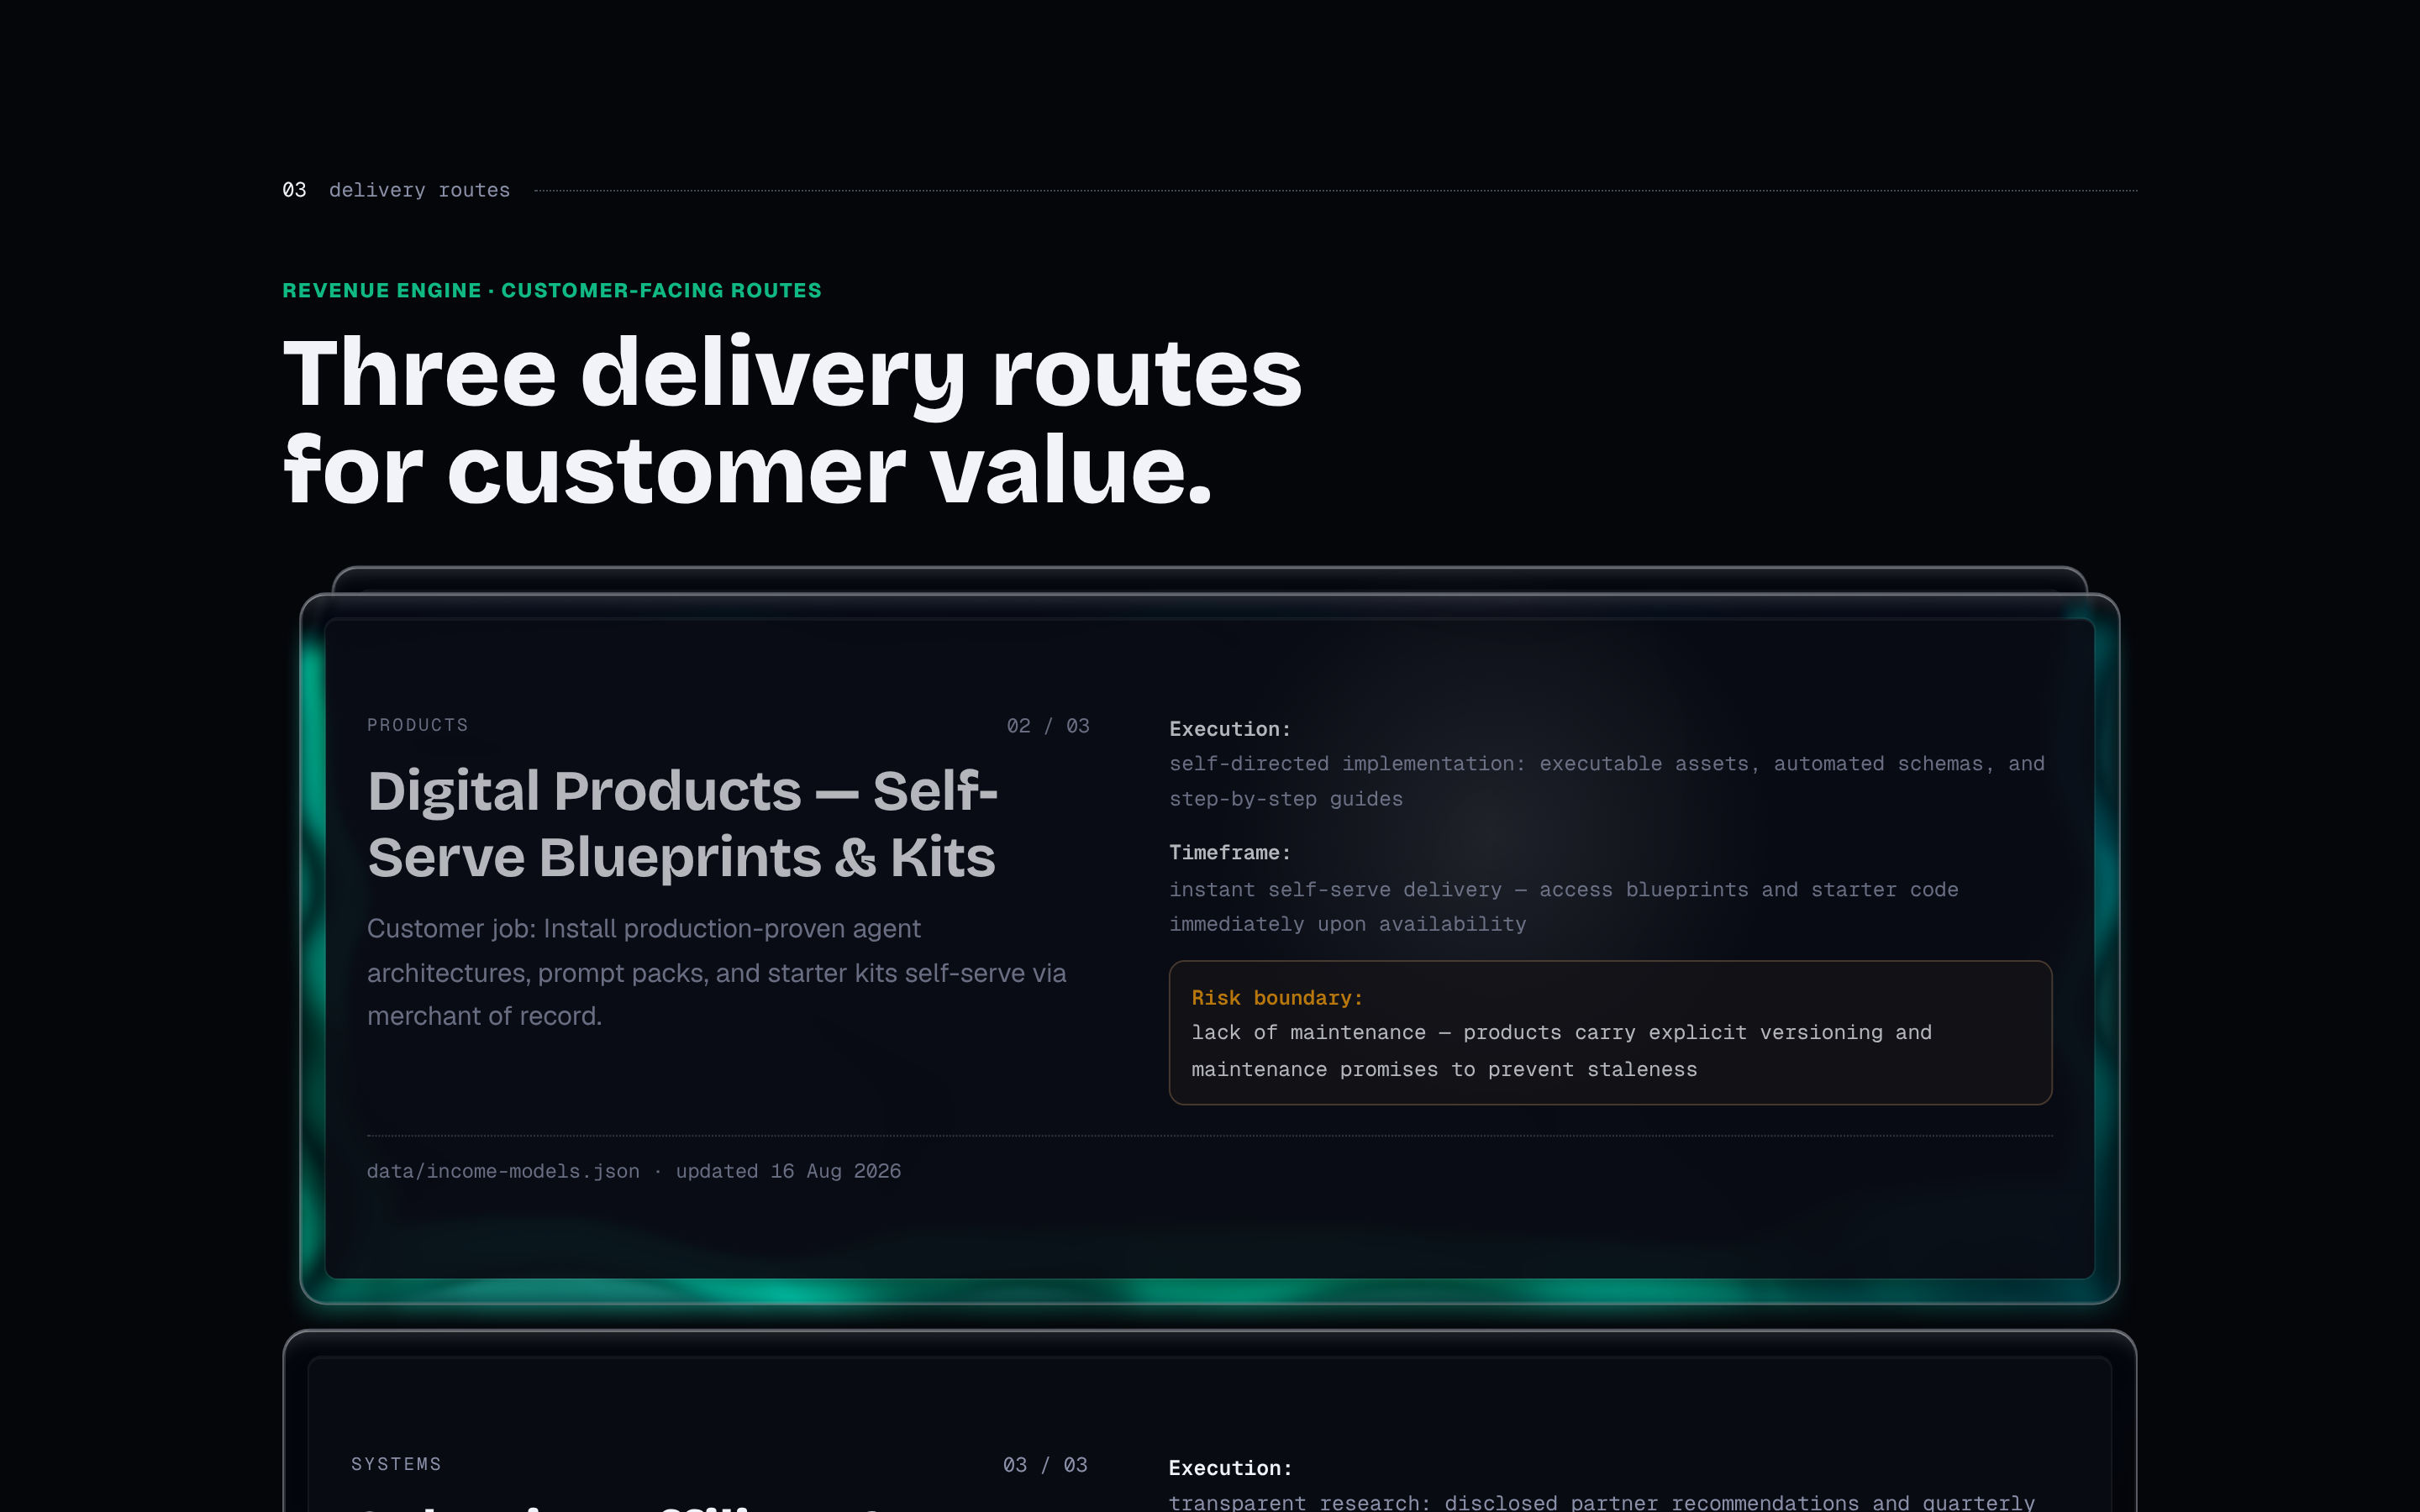 03 delivery routes
REVENUE ENGINE · CUSTOMER-FACING ROUTES
Three delivery routes
for customer value.
PRODUCTS
02 / 03
Digital Products — Self-
Serve Blueprints & Kits
Customer job: Install production-proven agent
architectures, prompt packs, and starter kits self-serve via
merchant of record.
Execution:
self-directed implementation: executable assets, automated schemas, and
step-by-step guides
Timeframe:
instant self-serve delivery — access blueprints and starter code
immediately upon availability
Risk boundary:
lack of maintenance — products carry explicit versioning and
maintenance promises to prevent staleness
data/income-models.json · updated 16 Aug 2026
SYSTEMS
03 / 03
Execution:
transparent research: disclosed partner recommendations and quarterly